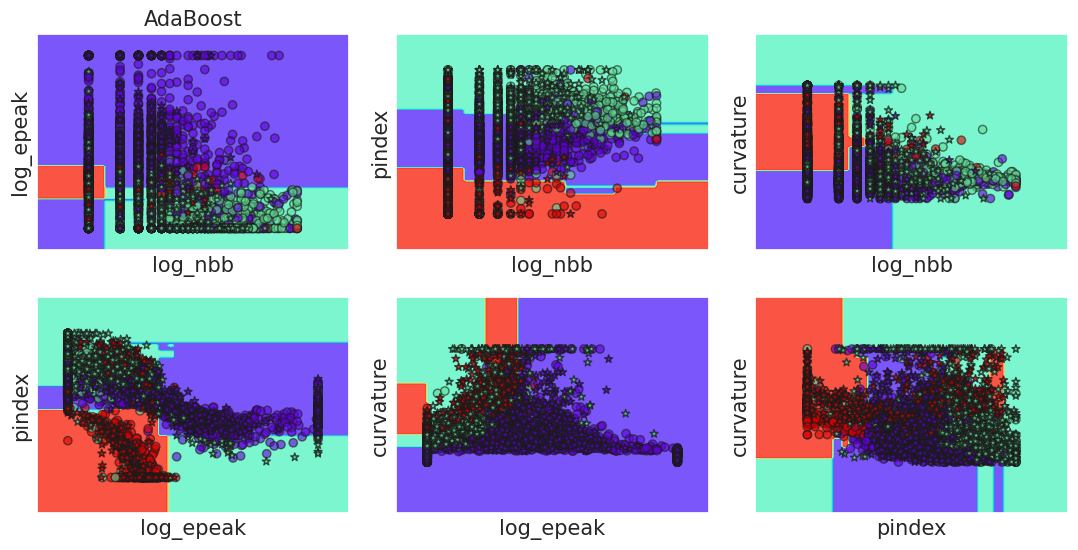 AdaBoost
log_epeak
log_nbb
pindex
log_nbb
curvature
log_nbb
pindex
log_epeak
curvature
log_epeak
curvature
pindex